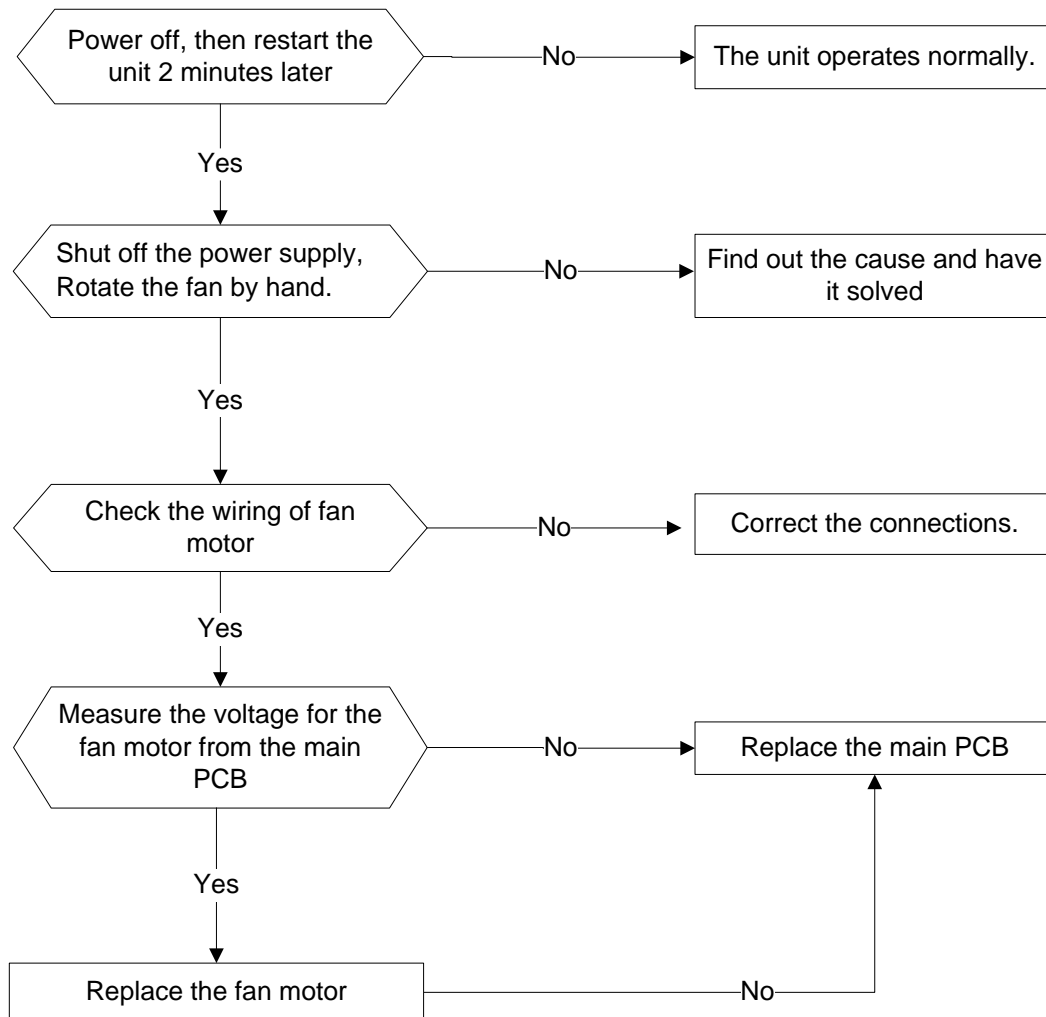 Power off, then restart the
unit 2 minutes later
No
The unit operates normally.
Yes
Shut off the power supply,
Rotate the fan by hand.
No
Find out the cause and have
it solved
Yes
Check the wiring of fan
motor
No
Correct the connections.
Yes
Measure the voltage for the
fan motor from the main
PCB
No
Replace the main PCB
Yes
Replace the fan motor
No